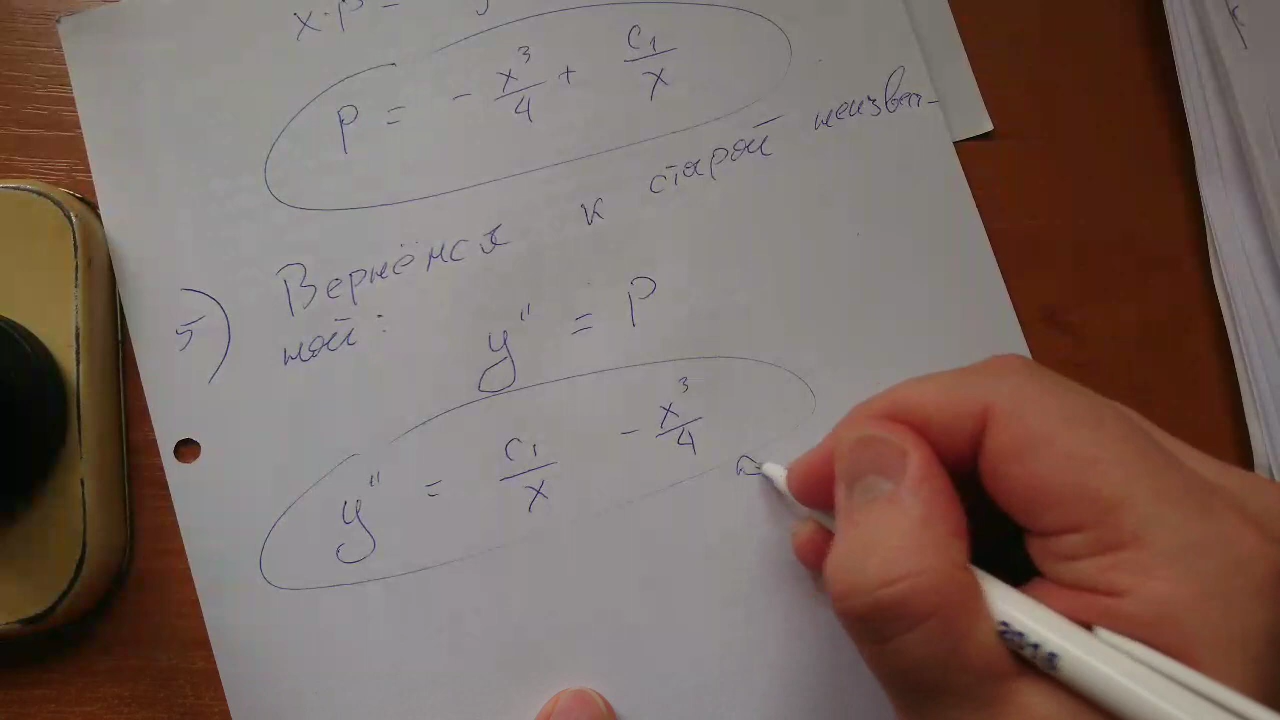 x · P =
P = - x³/4 + C₁/x
5) Вернёмся к старой неизвест-
ной: y'' = P
y'' = C₁/x - x³/4